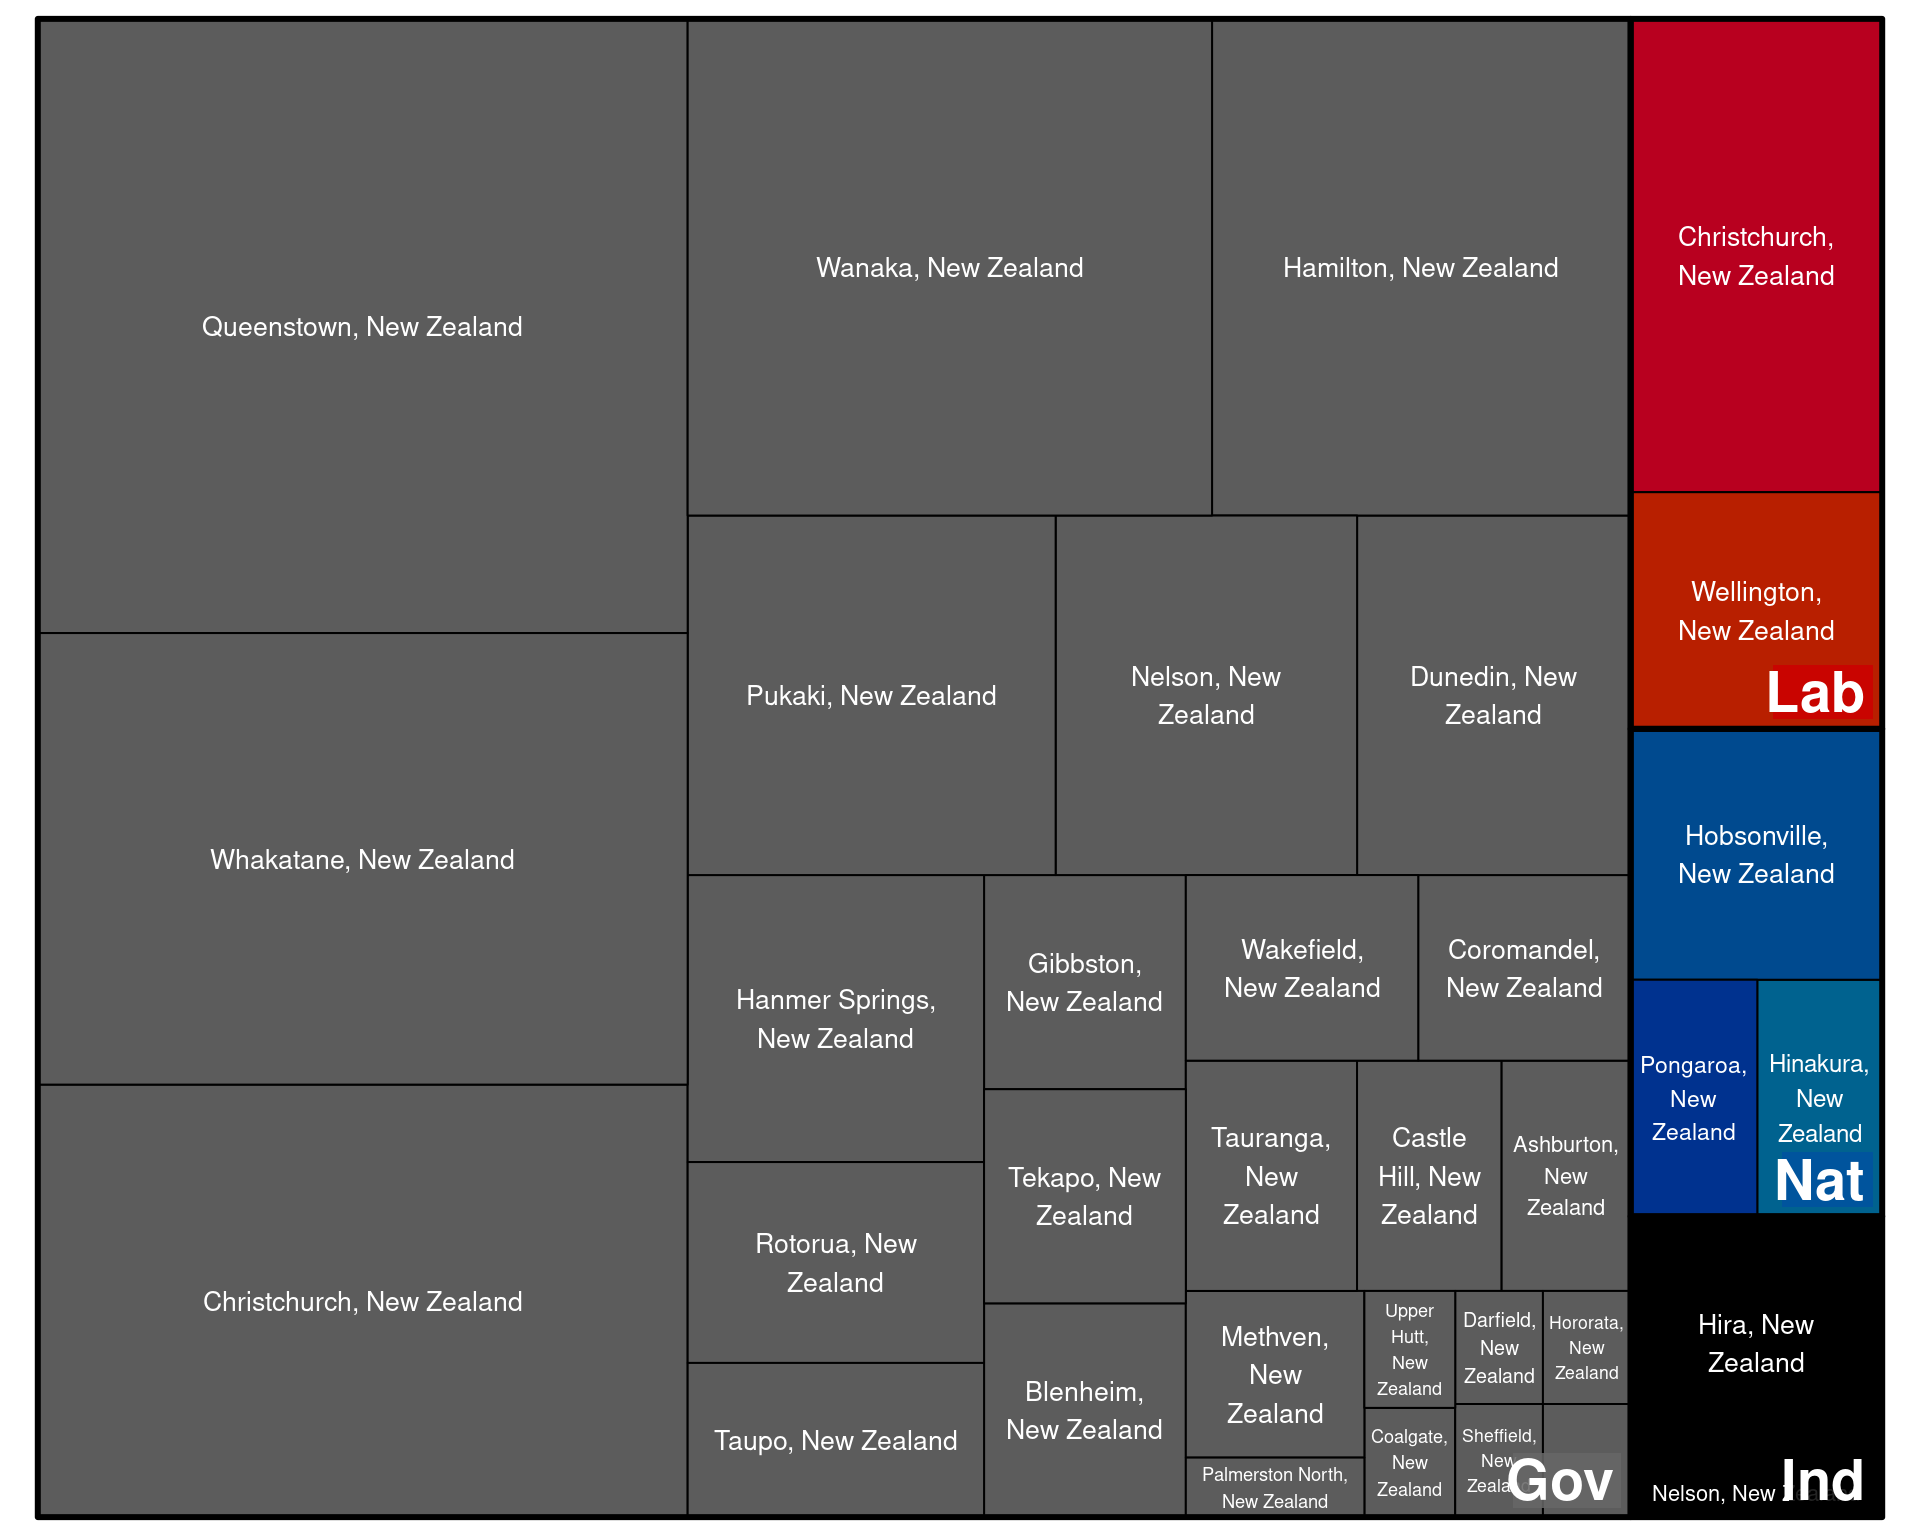 Queenstown, New Zealand
Whakatane, New Zealand
Christchurch, New Zealand
Wanaka, New Zealand
Hamilton, New Zealand
Pukaki, New Zealand
Nelson, New
Zealand
Dunedin, New
Zealand
Hanmer Springs,
New Zealand
Rotorua, New
Zealand
Taupo, New Zealand
Gibbston,
New Zealand
Tekapo, New
Zealand
Blenheim,
New Zealand
Wakefield,
New Zealand
Coromandel,
New Zealand
Tauranga,
New
Zealand
Castle
Hill, New
Zealand
Ashburton,
New
Zealand
Methven,
New
Zealand
Palmerston North,
New Zealand
Upper
Hutt,
New
Zealand
Coalgate,
New
Zealand
Darfield,
New
Zealand
Hororata,
New
Zealand
Sheffield,
New
Gov
Christchurch,
New Zealand
Wellington,
New Zealand
Lab
Hobsonville,
New Zealand
Pongaroa,
New
Zealand
Hinakura,
New
Zealand
Nat
Hira, New
Zealand
Nelson, New
Ind